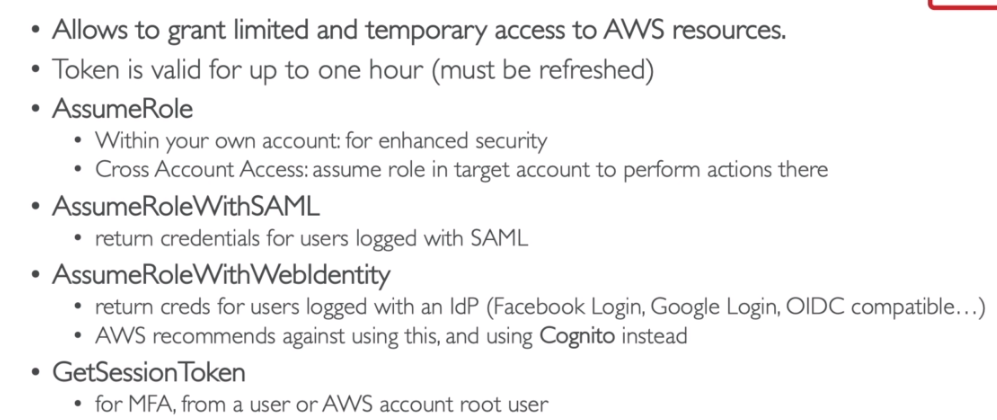 • Allows to grant limited and temporary access to AWS resources.
• Token is valid for up to one hour (must be refreshed)
• AssumeRole
• Within your own account: for enhanced security
• Cross Account Access: assume role in target account to perform actions there
• AssumeRoleWithSAML
• return credentials for users logged with SAML
• AssumeRoleWithWebIdentity
• return creds for users logged with an IdP (Facebook Login, Google Login, OIDC compatible…)
• AWS recommends against using this, and using Cognito instead
• GetSessionToken
• for MFA, from a user or AWS account root user